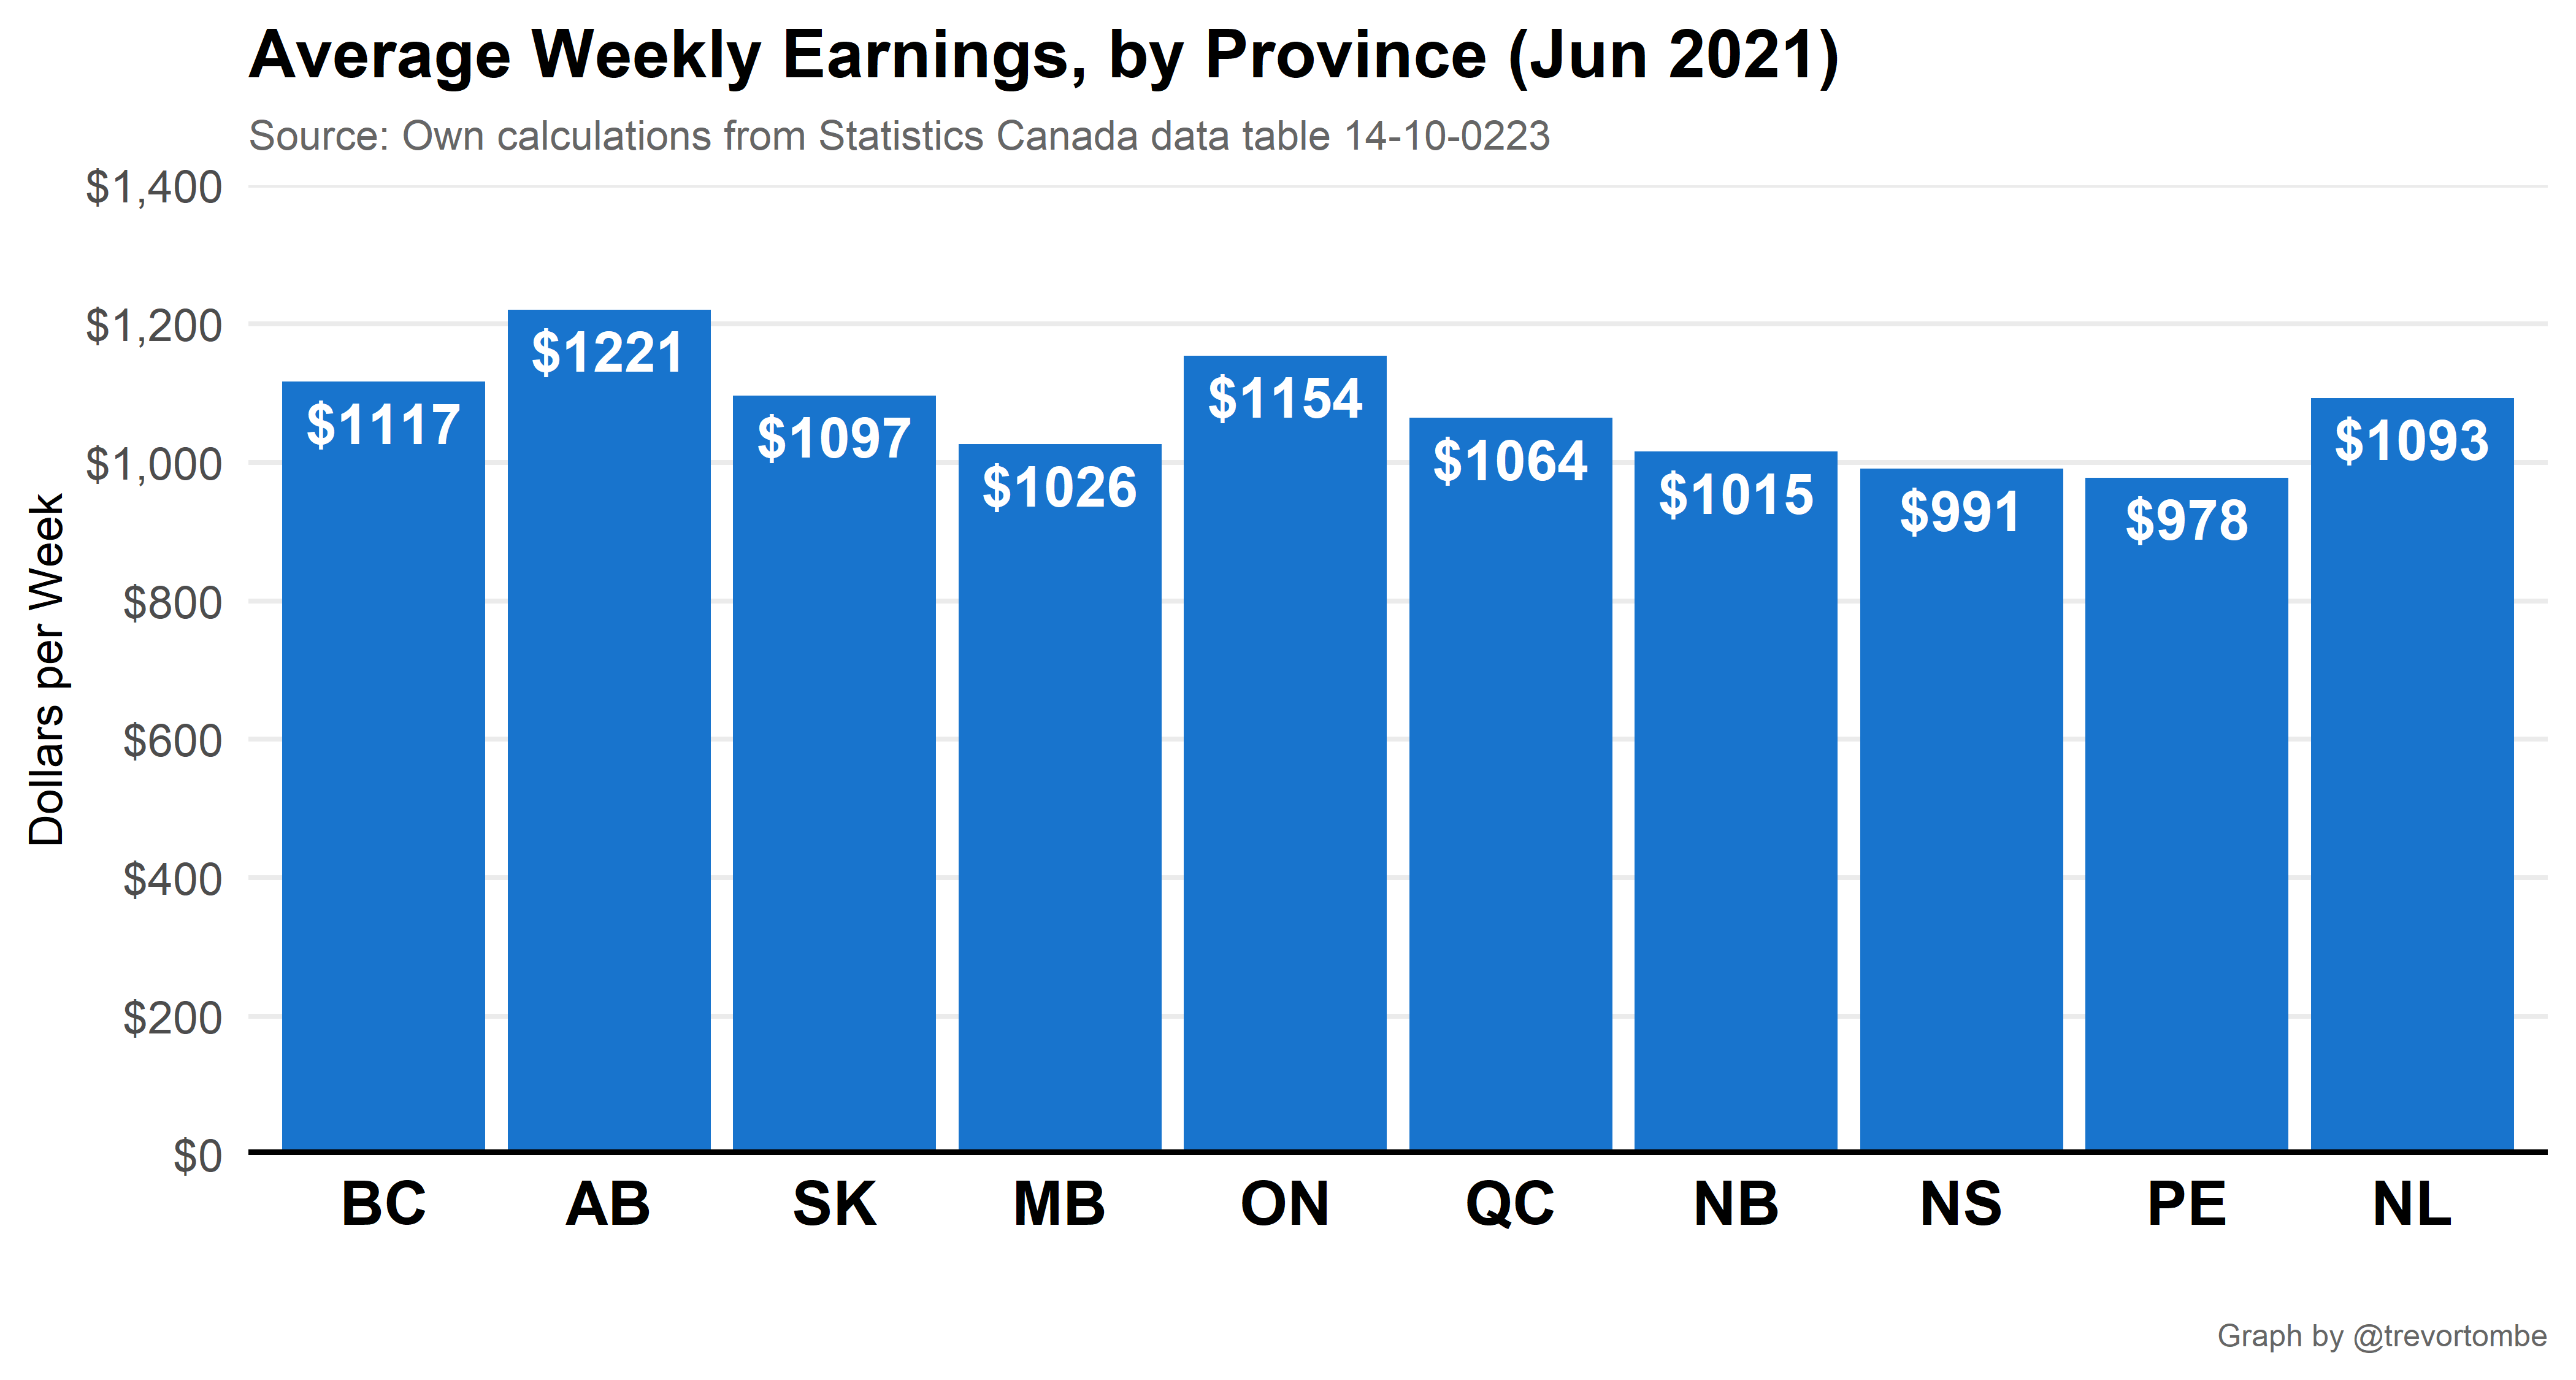 Average Weekly Earnings, by Province (Jun 2021)
Source: Own calculations from Statistics Canada data table 14-10-0223
Dollars per Week
$1,400
$1,200
$1,000
$800
$600
$400
$200
$0
$1117
$1221
$1097
$1026
$1154
$1064
$1015
$991
$978
$1093
BC
AB
SK
MB
ON
QC
NB
NS
PE
NL
Graph by @trevortombe